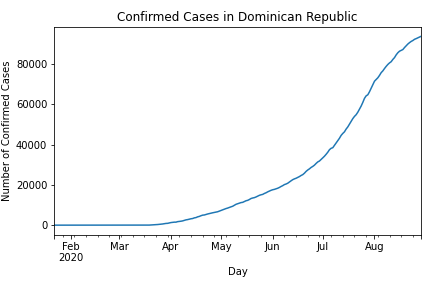 Confirmed Cases in Dominican Republic
Number of Confirmed Cases
80000
60000
40000
20000
0
Feb Mar Apr May Jun Jul Aug
2020
Day